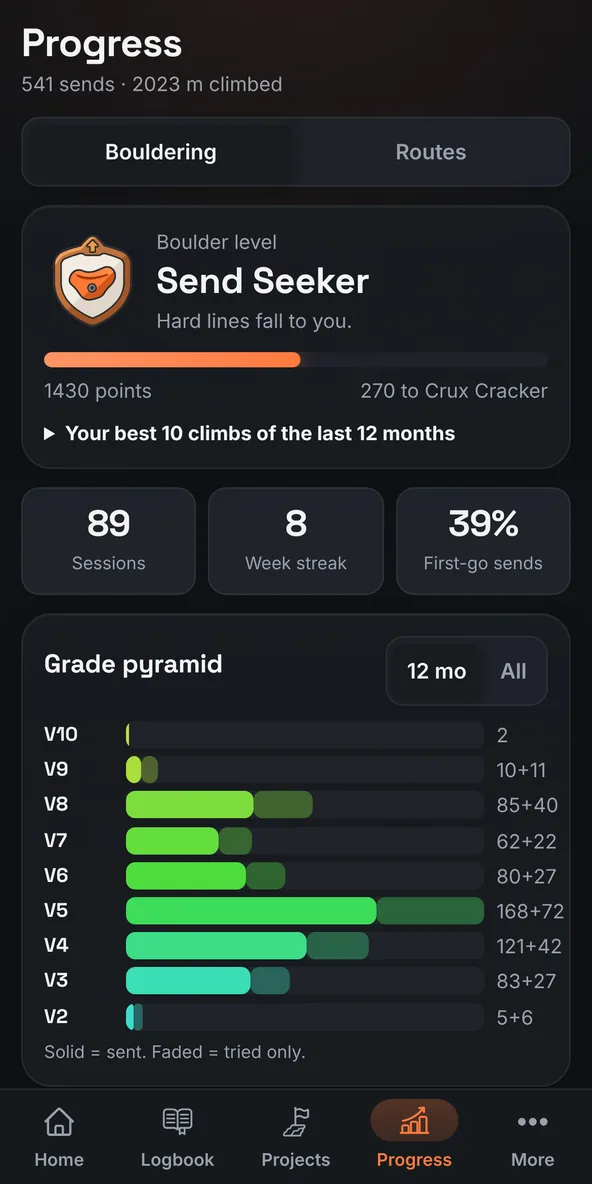 Progress
541 sends · 2023 m climbed
Bouldering
Routes
Boulder level
Send Seeker
Hard lines fall to you.
1430 points
270 to Crux Cracker
▶ Your best 10 climbs of the last 12 months
89
Sessions
8
Week streak
39%
First-go sends
Grade pyramid
12 mo
All
V10 2
V9 10+11
V8 85+40
V7 62+22
V6 80+27
V5 168+72
V4 121+42
V3 83+27
V2 5+6
Solid = sent. Faded = tried only.
Home
Logbook
Projects
Progress
More